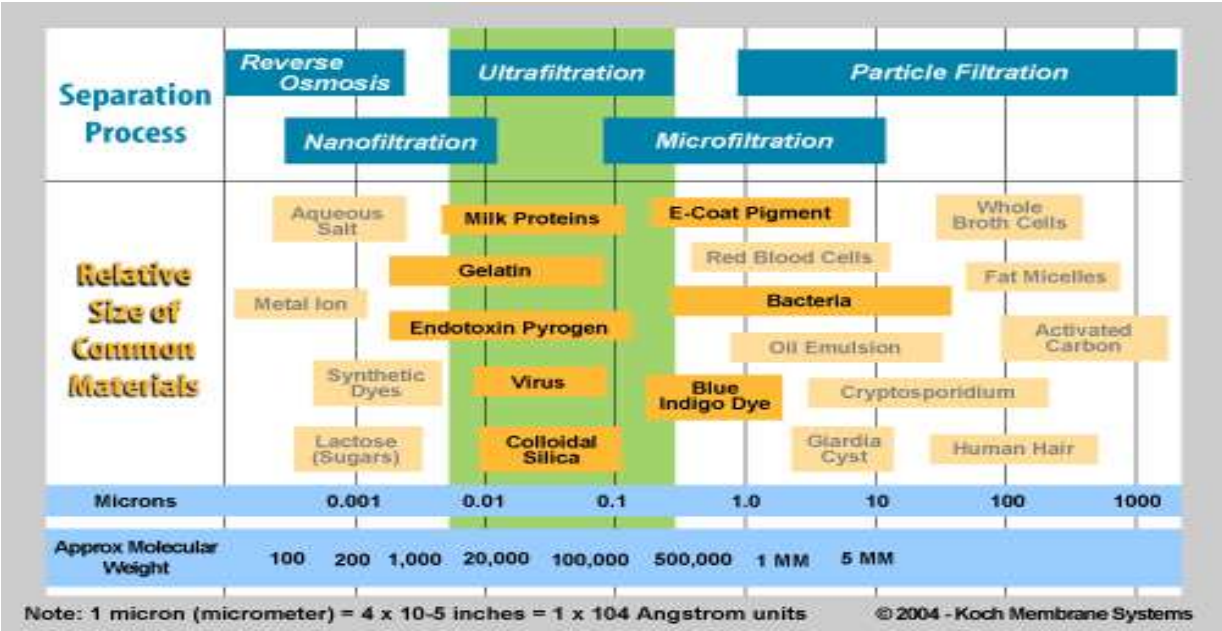 Separation
Process
Reverse
Osmosis
Ultrafiltration
Particle Filtration
Nanofiltration
Microfiltration
Relative
Size of
Common
Materials
Aqueous
Salt
Milk Proteins
E-Coat Pigment
Whole
Broth Cells
Red Blood Cells
Gelatin
Fat Micelles
Metal Ion
Bacteria
Endotoxin Pyrogen
Activated
Carbon
Oil Emulsion
Synthetic
Dyes
Virus
Blue
Indigo Dye
Cryptosporidium
Lactose
(Sugars)
Colloidal
Silica
Giardia
Cyst
Human Hair
Microns 0.001 0.01 0.1 1.0 10 100 1000
Approx Molecular
Weight
100 200 1,000 20,000 100,000 500,000 1 MM 5 MM
Note: 1 micron (micrometer) = 4 x 10-5 inches = 1 x 104 Angstrom units © 2004 - Koch Membrane Systems